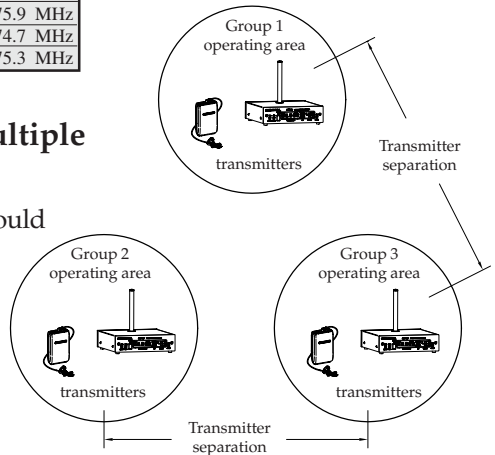 75.9 MHz
74.7 MHz
75.3 MHz
ultiple
ould
Group 1
operating area
transmitters
Transmitter
separation
Group 2
operating area
transmitters
Group 3
operating area
transmitters
Transmitter
separation